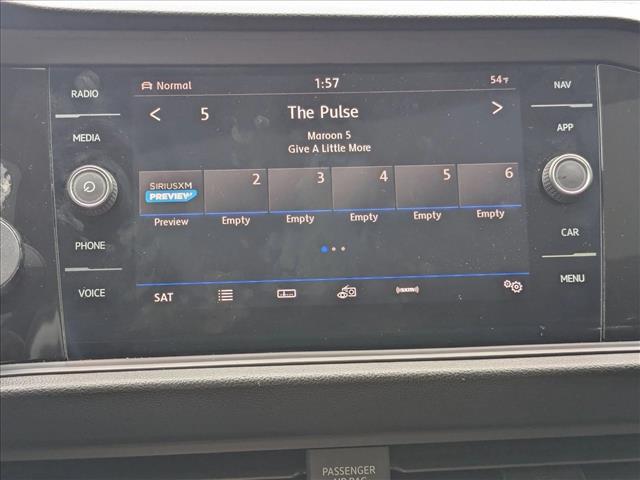 RADIO
MEDIA
PHONE
VOICE
Normal
1:57
54°F
< 5 The Pulse >
Maroon 5
Give A Little More
SIRIUSXM
PREVIEW
2 3 4 5 6
Preview Empty Empty Empty Empty Empty
SAT
NAV
APP
CAR
MENU
PASSENGER